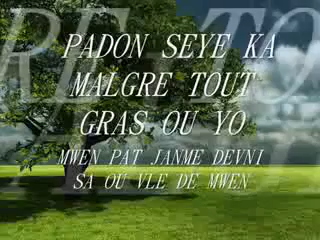 PADON SEYE KA
MALGRE TOUT
GRAS OU YO
MWEN PAT JANME DEVNI
SA OU VLE DE MWEN